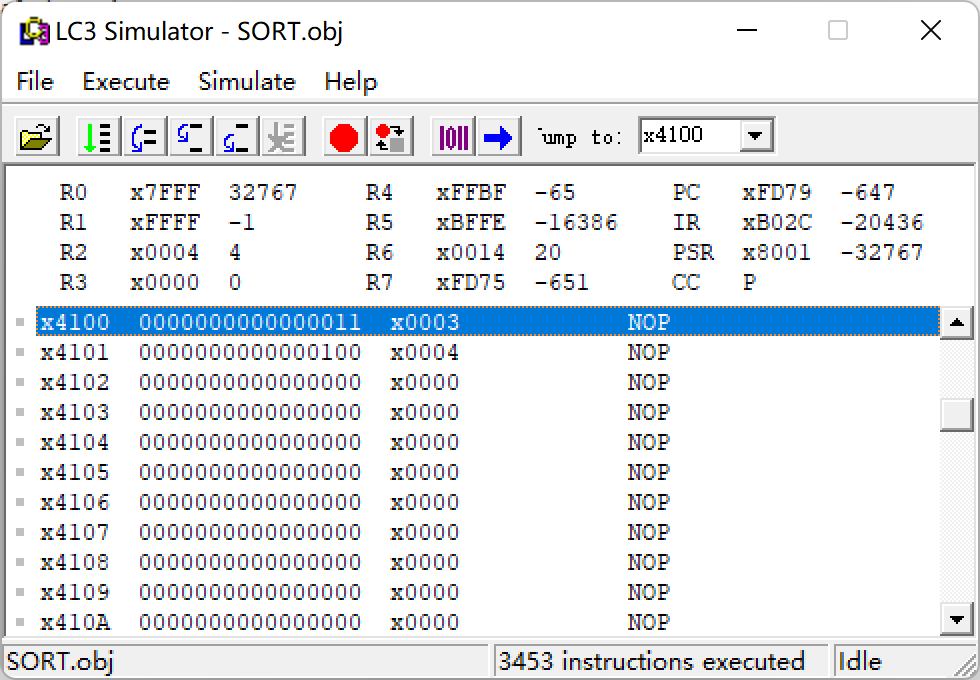 LC3 Simulator - SORT.obj
File Execute Simulate Help
Jump to: x4100
R0 x7FFF 32767 R4 xFFBF -65 PC xFD79 -647
R1 xFFFF -1 R5 xBFFE -16386 IR xB02C -20436
R2 x0004 4 R6 x0014 20 PSR x8001 -32767
R3 x0000 0 R7 xFD75 -651 CC P
x4100 0000000000000011 x0003 NOP
x4101 0000000000000100 x0004 NOP
x4102 0000000000000000 x0000 NOP
x4103 0000000000000000 x0000 NOP
x4104 0000000000000000 x0000 NOP
x4105 0000000000000000 x0000 NOP
x4106 0000000000000000 x0000 NOP
x4107 0000000000000000 x0000 NOP
x4108 0000000000000000 x0000 NOP
x4109 0000000000000000 x0000 NOP
x410A 0000000000000000 x0000 NOP
SORT.obj 3453 instructions executed Idle